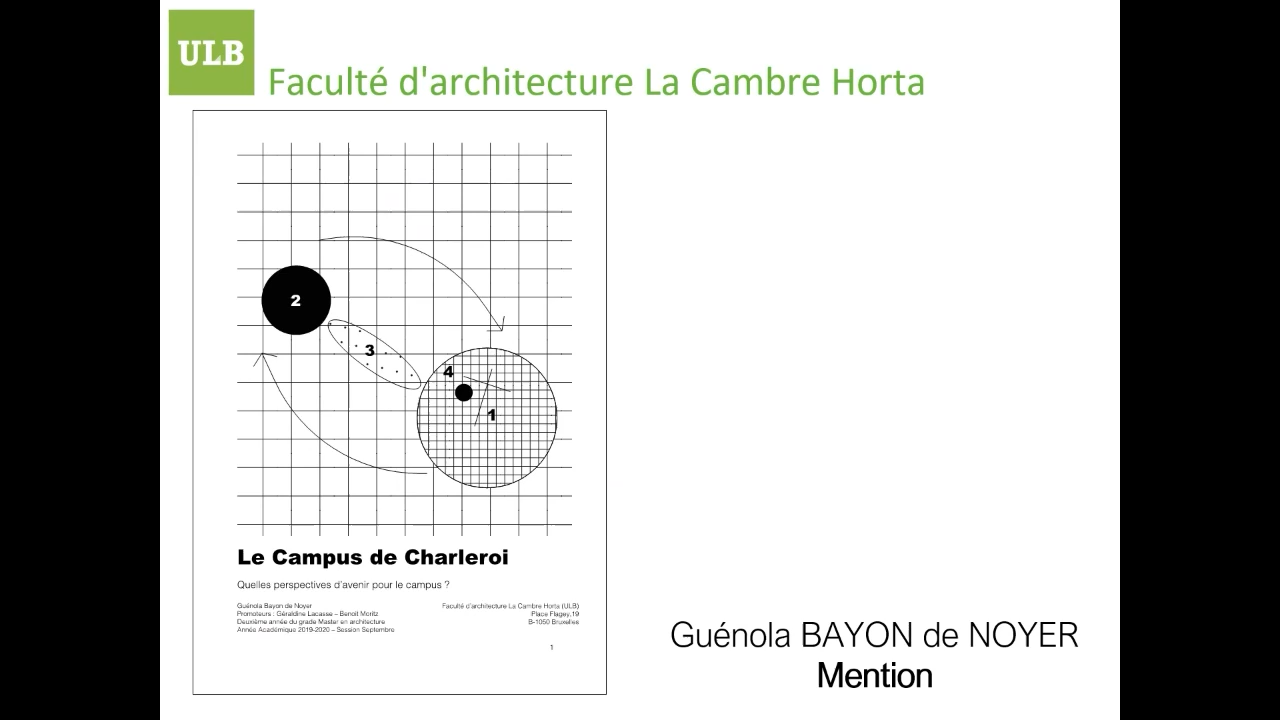 ULB
Faculté d'architecture La Cambre Horta
2
3
4
1
Le Campus de Charleroi
Quelles perspectives d'avenir pour le campus ?
Guénola Bayon de Noyer
Promoteurs : Géraldine Lacasse – Benoit Moritz
Deuxième année du grade Master en architecture
Année Académique 2019-2020 – Session Septembre
Faculté d'architecture La Cambre Horta (ULB)
Place Flagey,19
B-1050 Bruxelles
1
Guénola BAYON de NOYER
Mention